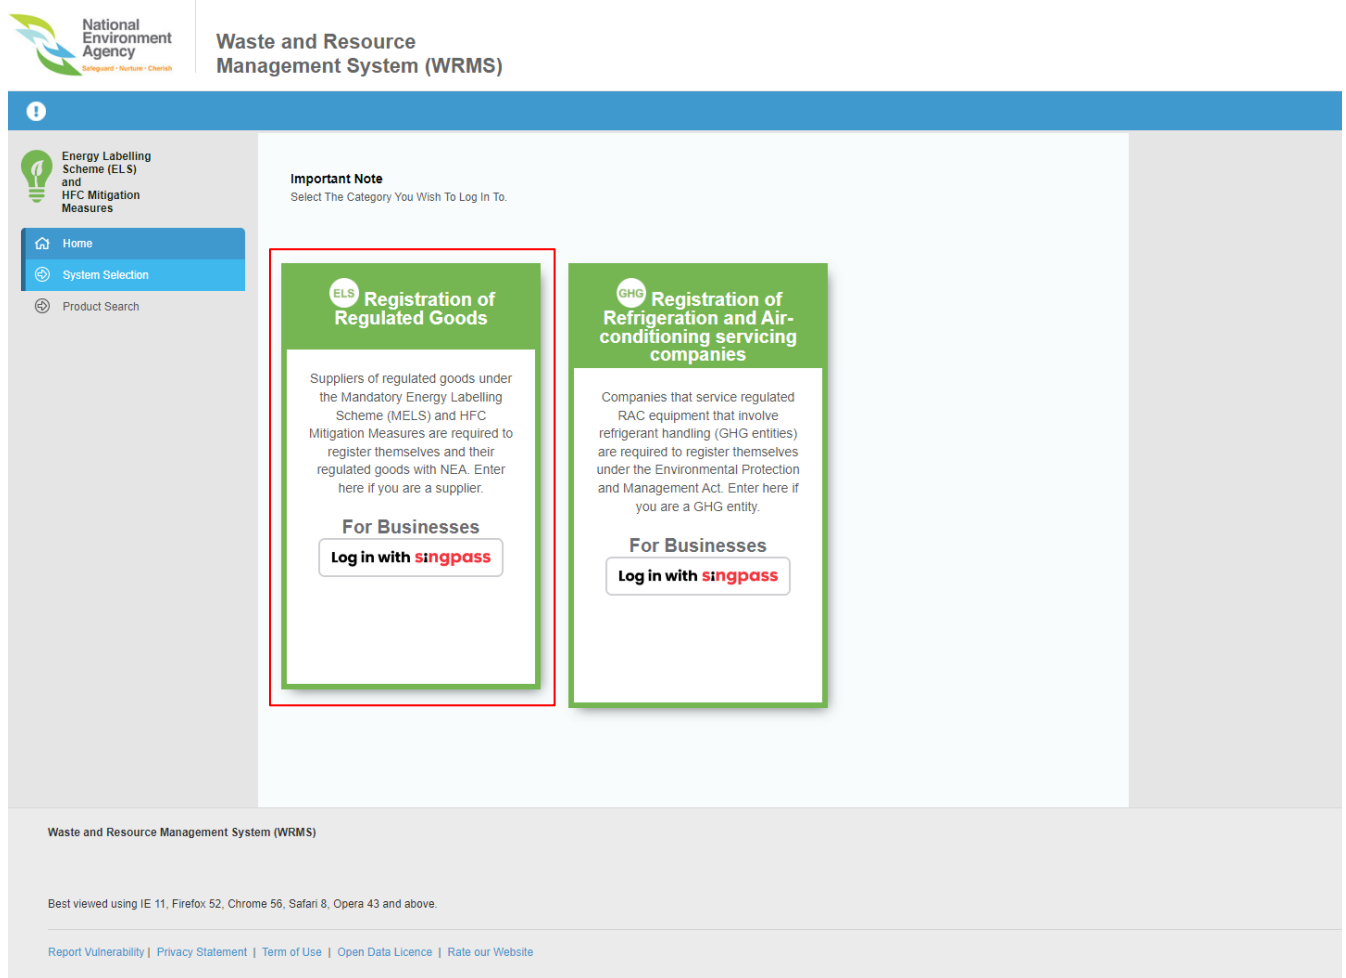 National
Environment
Agency
Safeguard · Nurture · Cherish
Waste and Resource
Management System (WRMS)
Energy Labelling
Scheme (ELS)
and
HFC Mitigation
Measures
Home
System Selection
Product Search
Important Note
Select The Category You Wish To Log In To.
ELS Registration of
Regulated Goods
Suppliers of regulated goods under
the Mandatory Energy Labelling
Scheme (MELS) and HFC
Mitigation Measures are required to
register themselves and their
regulated goods with NEA. Enter
here if you are a supplier.
For Businesses
Log in with singpass
GHG Registration of
Refrigeration and Air-
conditioning servicing
companies
Companies that service regulated
RAC equipment that involve
refrigerant handling (GHG entities)
are required to register themselves
under the Environmental Protection
and Management Act. Enter here if
you are a GHG entity.
For Businesses
Log in with singpass
Waste and Resource Management System (WRMS)
Best viewed using IE 11, Firefox 52, Chrome 56, Safari 8, Opera 43 and above.
Report Vulnerability | Privacy Statement | Term of Use | Open Data Licence | Rate our Website